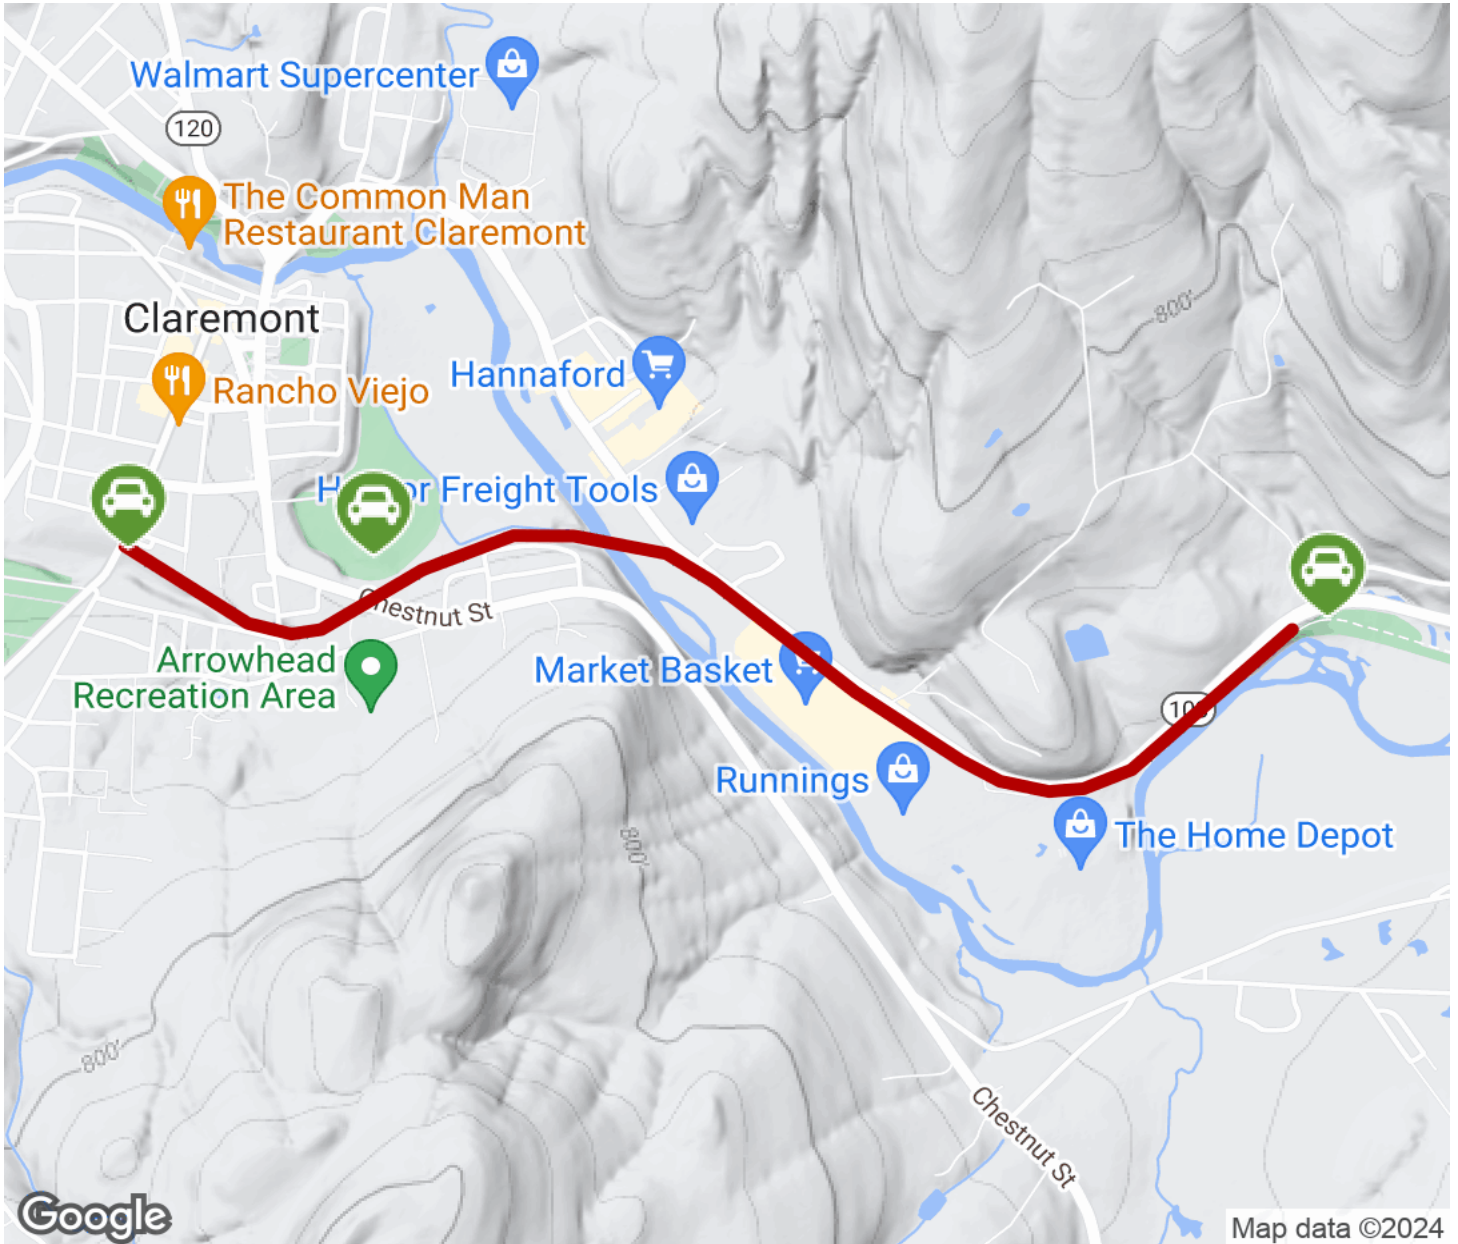 Walmart Supercenter
120
The Common Man
Restaurant Claremont
Claremont
800'
Hannaford
Rancho Viejo
Freight Tools
Chestnut St
Arrowhead
Recreation Area
Market Basket
Runnings
The Home Depot
800'
800'
Chestnut St
Google
Map data ©2024